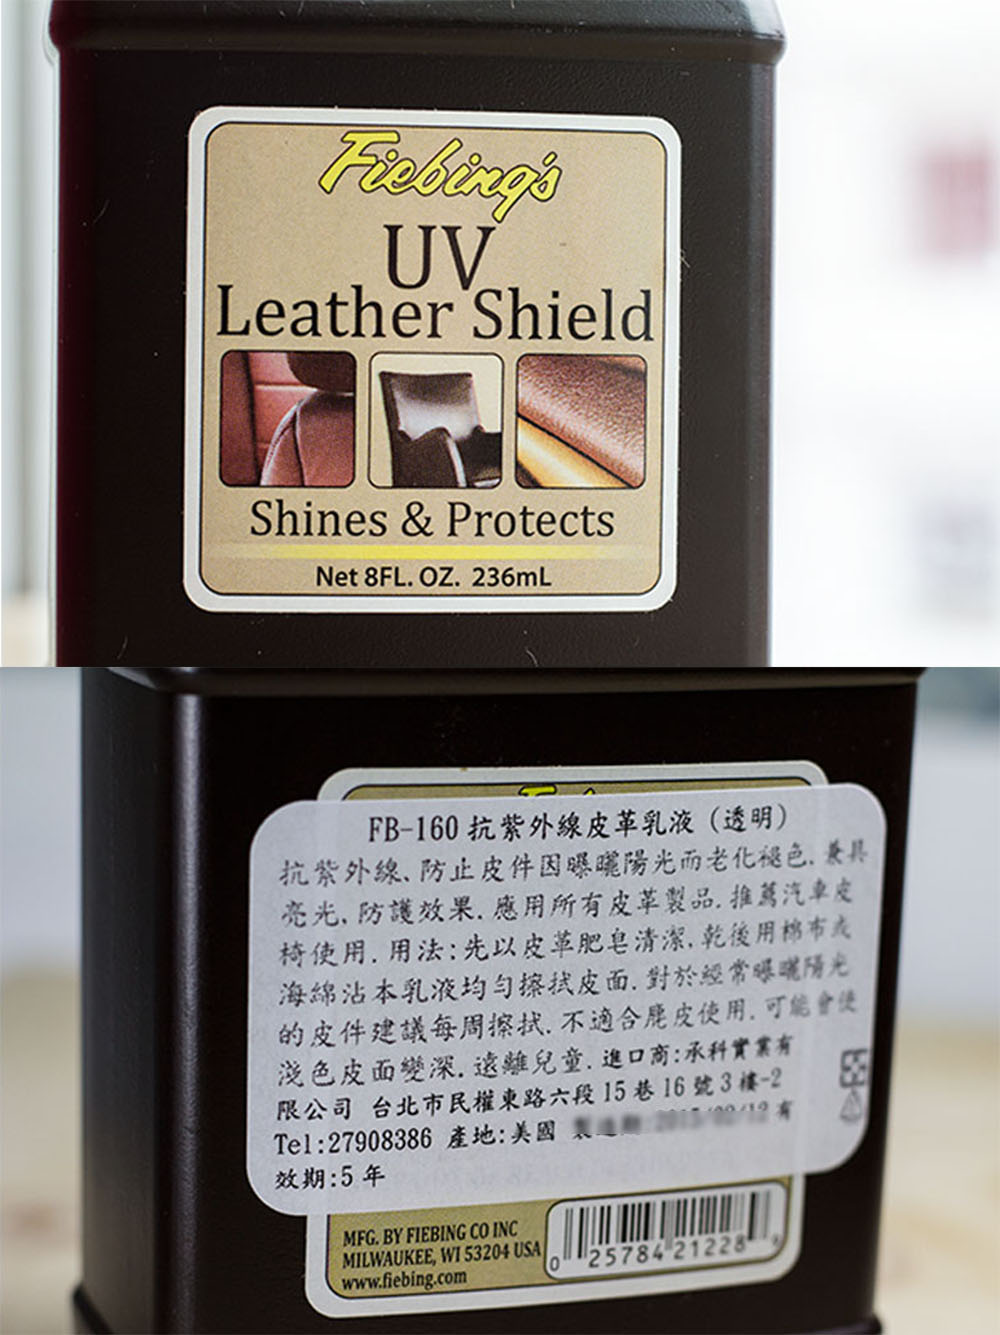 Fiebing's
UV
Leather Shield
Shines & Protects
Net 8FL. OZ. 236mL
FB-160 抗紫外線皮革乳液（透明）
抗紫外線、防止皮件因曝曬陽光而老化褪色. 兼具
亮光, 防護效果. 應用所有皮革製品. 推薦汽車皮
椅使用. 用法:先以皮革肥皂清潔, 乾後用棉布或
海綿沾本乳液均勻擦拭皮面. 對於經常曝曬陽光
的皮件建議每周擦拭. 不適合麂皮使用. 可能會使
淺色皮面變深. 遠離兒童. 進口商:承科實業有
限公司 台北市民權東路六段 15 巷 16 號 3 樓-2
Tel:27908386 產地:美國 有
效期:5 年
MFG. BY FIEBING CO INC
MILWAUKEE, WI 53204 USA
www.fiebing.com
0 25784 21228 9